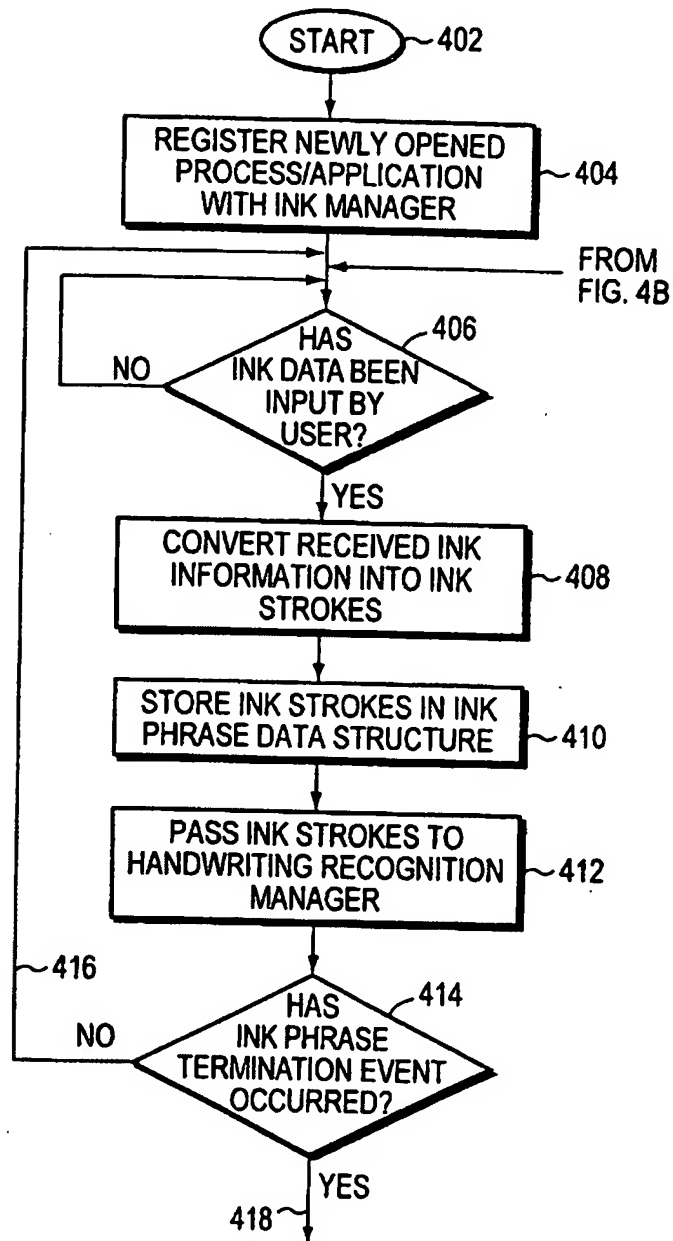 START
402
REGISTER NEWLY OPENED
PROCESS/APPLICATION
WITH INK MANAGER
404
FROM
FIG. 4B
406
HAS
INK DATA BEEN
INPUT BY
USER?
NO
YES
CONVERT RECEIVED INK
INFORMATION INTO INK
STROKES
408
STORE INK STROKES IN INK
PHRASE DATA STRUCTURE
410
PASS INK STROKES TO
HANDWRITING RECOGNITION
MANAGER
412
416
414
HAS
INK PHRASE
TERMINATION EVENT
OCCURRED?
NO
YES
418